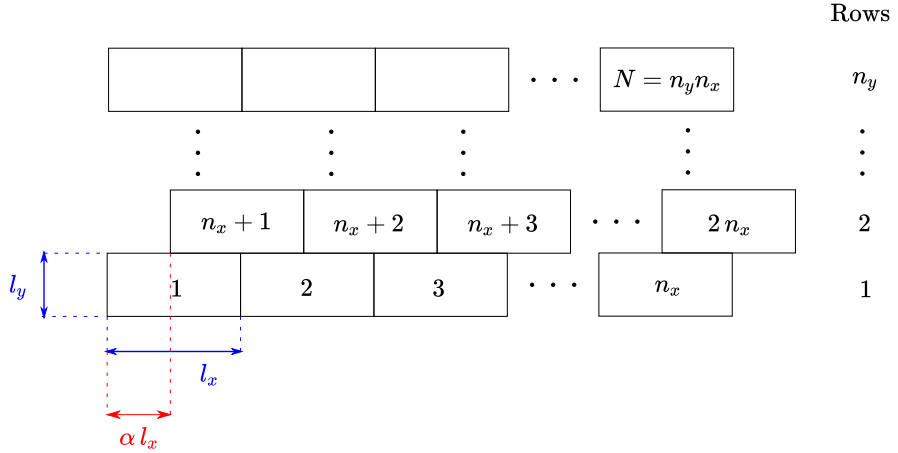 Rows
N = n_y n_x
n_y
n_x + 1
n_x + 2
n_x + 3
2 n_x
2
l_y
1
2
3
n_x
1
l_x
α l_x